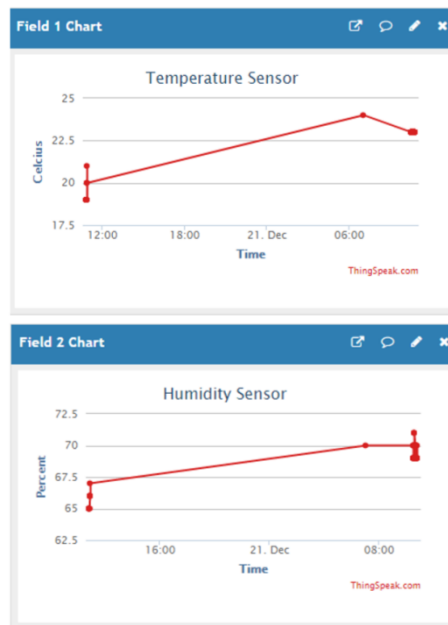 Field 1 Chart
Temperature Sensor
25
22.5
20
17.5
Celcius
12:00 18:00 21. Dec 06:00
Time
ThingSpeak.com
Field 2 Chart
Humidity Sensor
72.5
70
67.5
65
62.5
Percent
16:00 21. Dec 08:00
Time
ThingSpeak.com